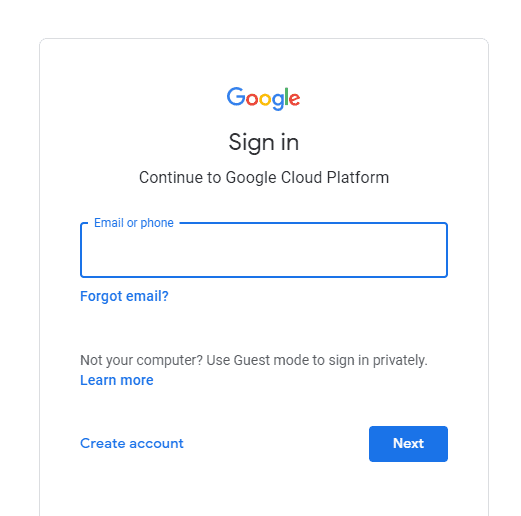 Google
Sign in
Continue to Google Cloud Platform
Email or phone
Forgot email?
Not your computer? Use Guest mode to sign in privately.
Learn more
Create account
Next